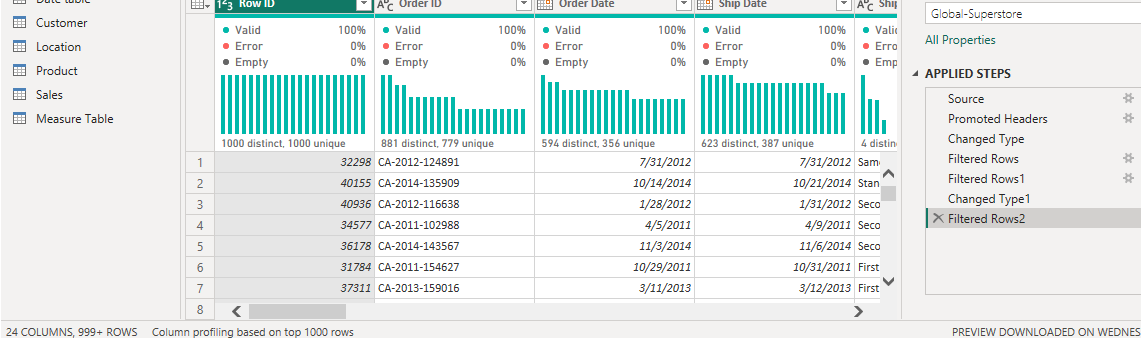 Date table
Customer
Location
Product
Sales
Measure Table
1 2 3 Row ID
A B C Order ID
Order Date
Ship Date
A B C Ship
Valid 100%
Error 0%
Empty 0%
1000 distinct, 1000 unique
Valid 100%
Error 0%
Empty 0%
881 distinct, 779 unique
Valid 100%
Error 0%
Empty 0%
594 distinct, 356 unique
Valid 100%
Error 0%
Empty 0%
623 distinct, 387 unique
Va
Err
Em
4 distin
1 32298 CA-2012-124891 7/31/2012 7/31/2012 Same
2 40155 CA-2014-135909 10/14/2014 10/21/2014 Stan
3 40936 CA-2012-116638 1/28/2012 1/31/2012 Seco
4 34577 CA-2011-102988 4/5/2011 4/9/2011 Seco
5 36178 CA-2014-143567 11/3/2014 11/6/2014 Seco
6 31784 CA-2011-154627 10/29/2011 10/31/2011 First
7 37311 CA-2013-159016 3/11/2013 3/12/2013 First
8
Global-Superstore
All Properties
APPLIED STEPS
Source
Promoted Headers
Changed Type
Filtered Rows
Filtered Rows1
Changed Type1
Filtered Rows2
24 COLUMNS, 999+ ROWS Column profiling based on top 1000 rows
PREVIEW DOWNLOADED ON WEDNES